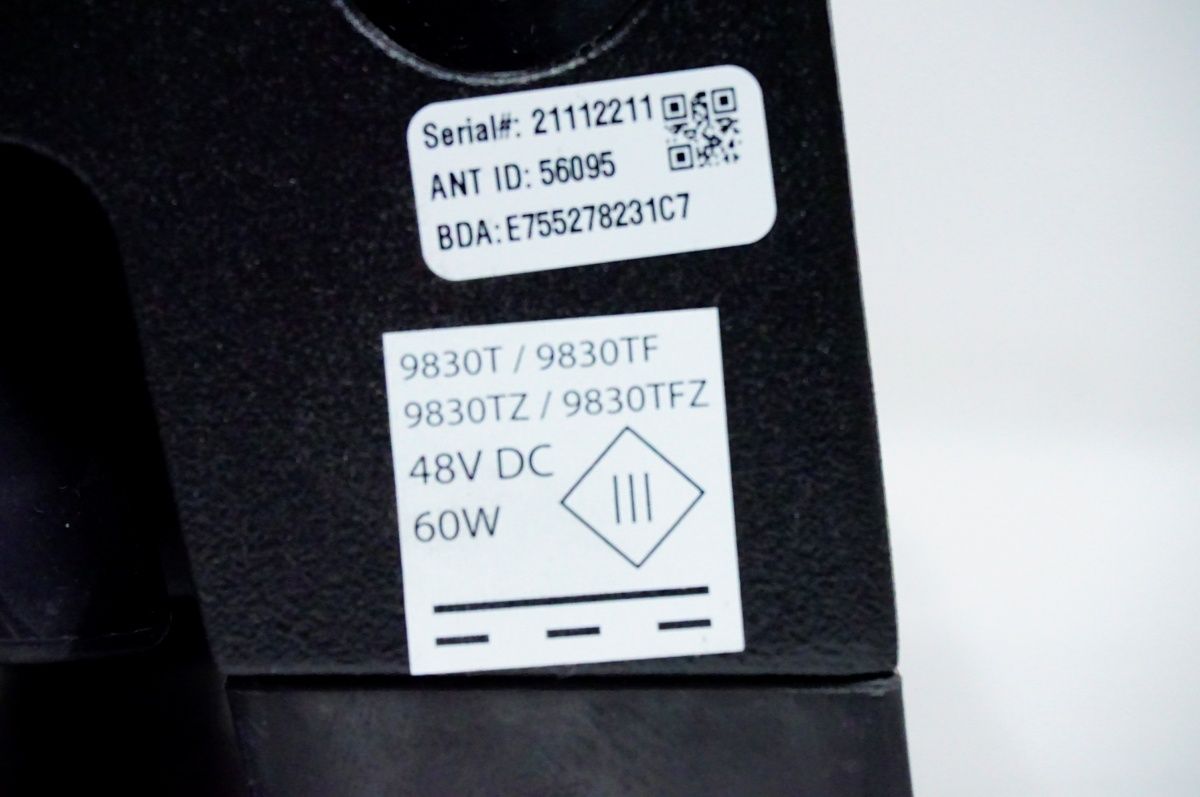 Serial#: 21112211
ANT ID: 56095
BDA: E755278231C7
9830T / 9830TF
9830TZ / 9830TFZ
48V DC
60W